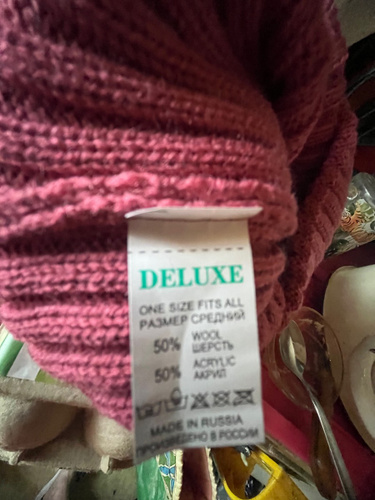 DELUXE
ONE SIZE FITS ALL
РАЗМЕР СРЕДНИЙ
50% WOOL
ШЕРСТЬ
50% ACRYLIC
АКРИЛ
MADE IN RUSSIA
ПРОИЗВЕДЕНО В РОССИИ